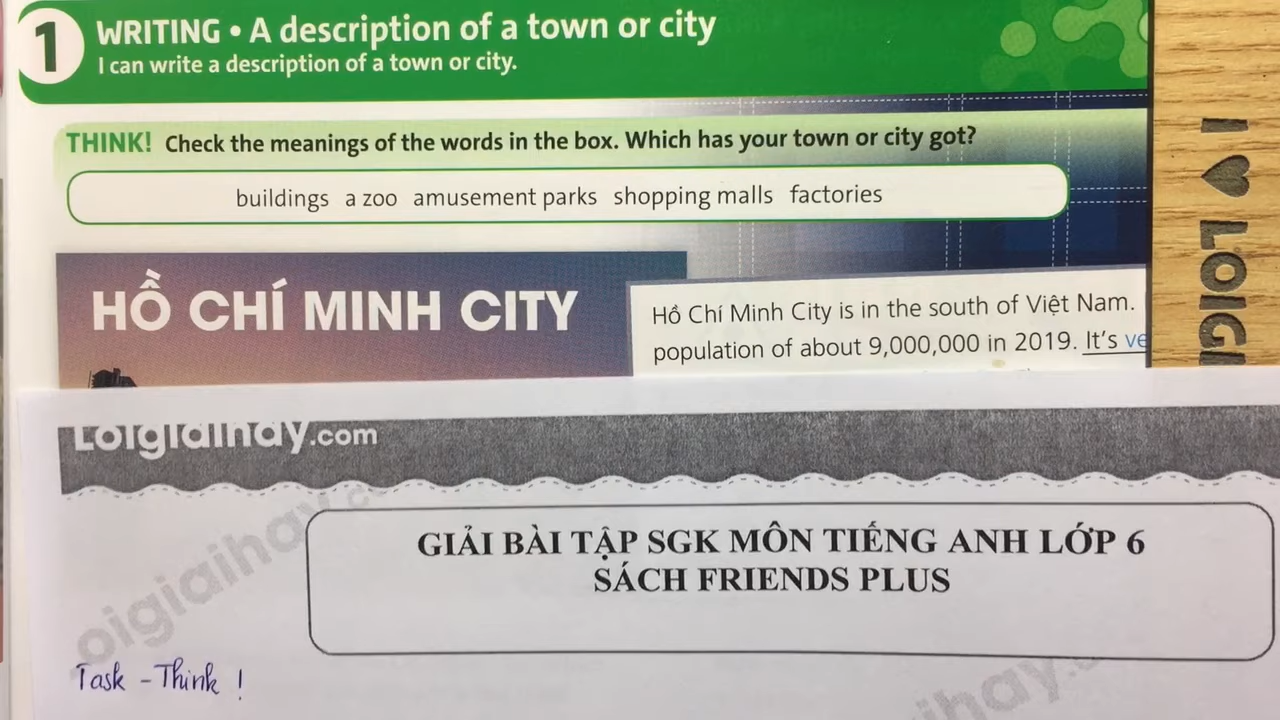 1
WRITING • A description of a town or city
I can write a description of a town or city.
THINK! Check the meanings of the words in the box. Which has your town or city got?
buildings a zoo amusement parks shopping malls factories
HỒ CHÍ MINH CITY
Hồ Chí Minh City is in the south of Việt Nam.
population of about 9,000,000 in 2019. It's ve
I ♥ LOIGI
Loigiaihay.com
GIẢI BÀI TẬP SGK MÔN TIẾNG ANH LỚP 6
SÁCH FRIENDS PLUS
oigiaihay.c
Task - Think !
ihay.